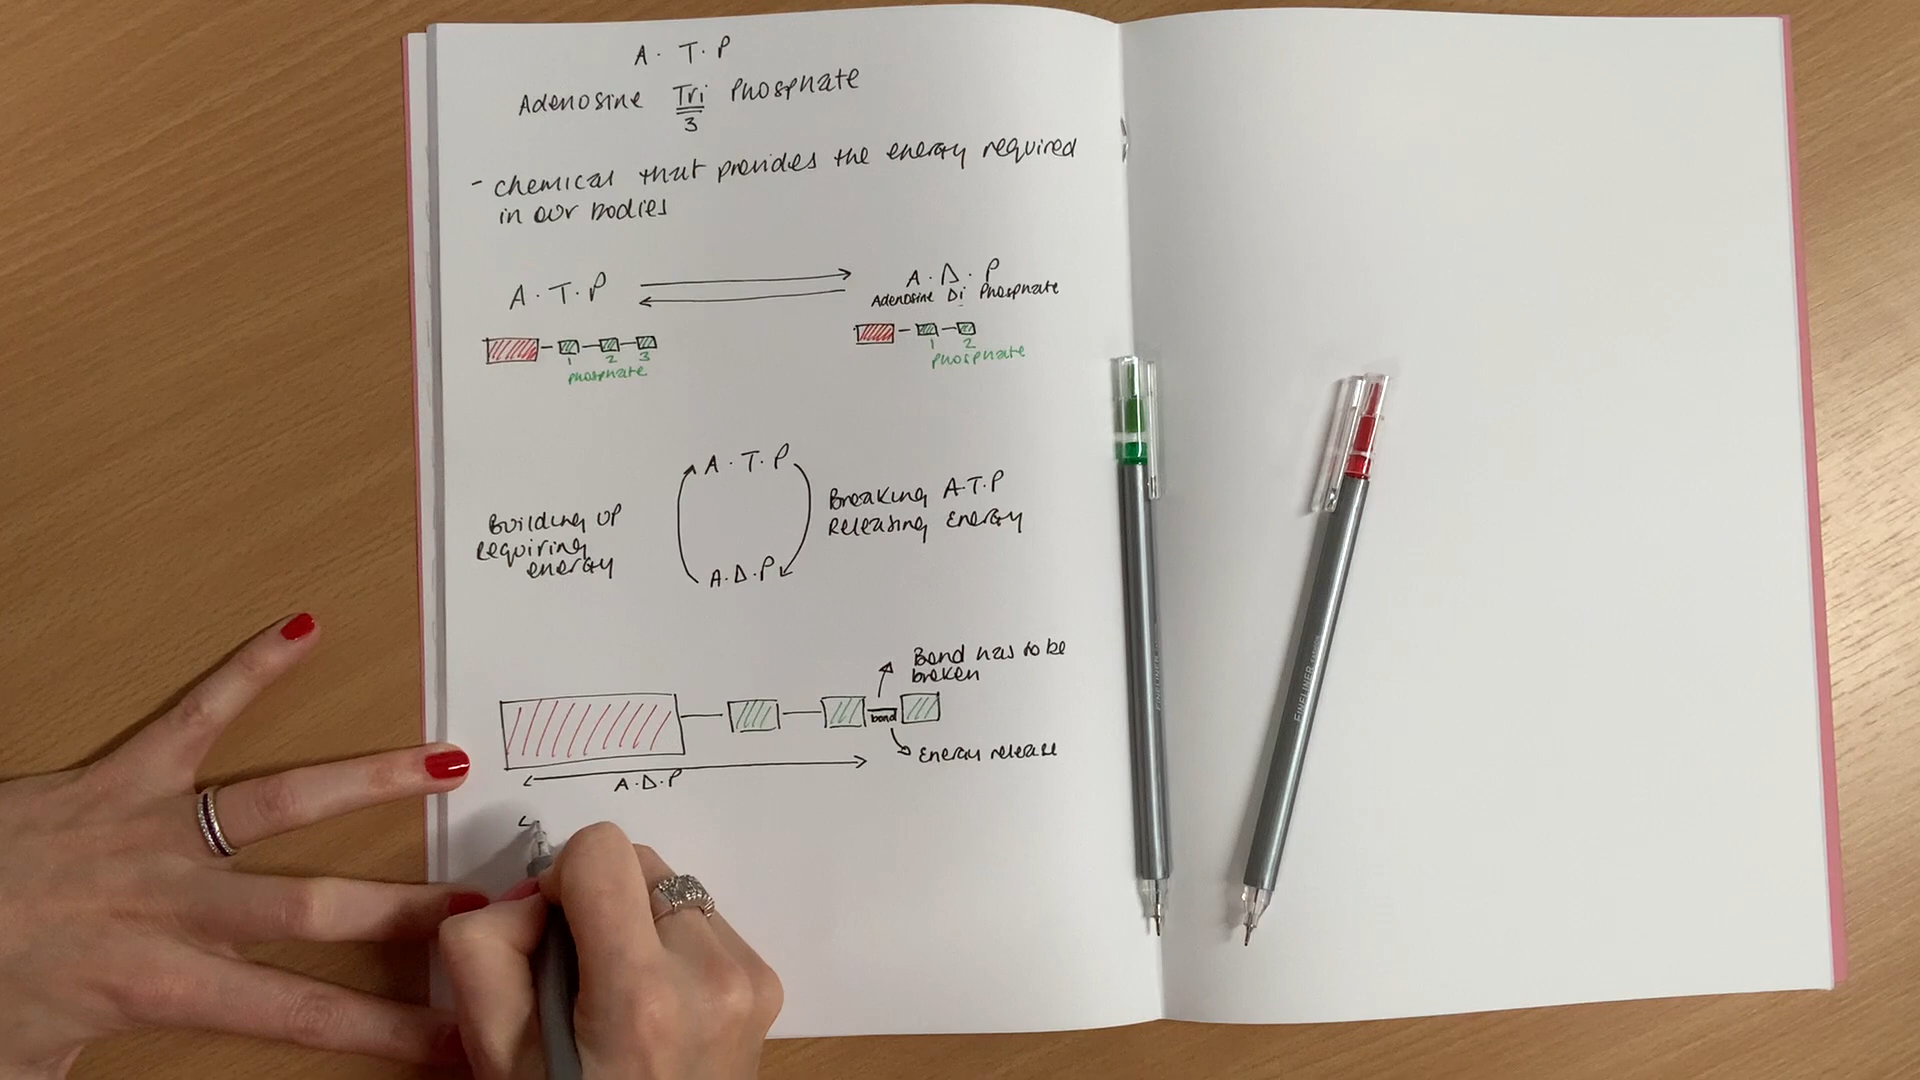 A. T. P
Adenosine Tri Phosphate
3
- chemical that provides the energy required
in our bodies
A. T. P
A. D. P
Adenosine Di Phosphate
1 2 3
phosphate
1 2
phosphate
A. T. P
Building up
requiring
energy
Breaking A.T.P
releasing energy
A.D.P
Bond has to be
broken
bond
Energy release
A.D.P
FINELINER
FINELINER